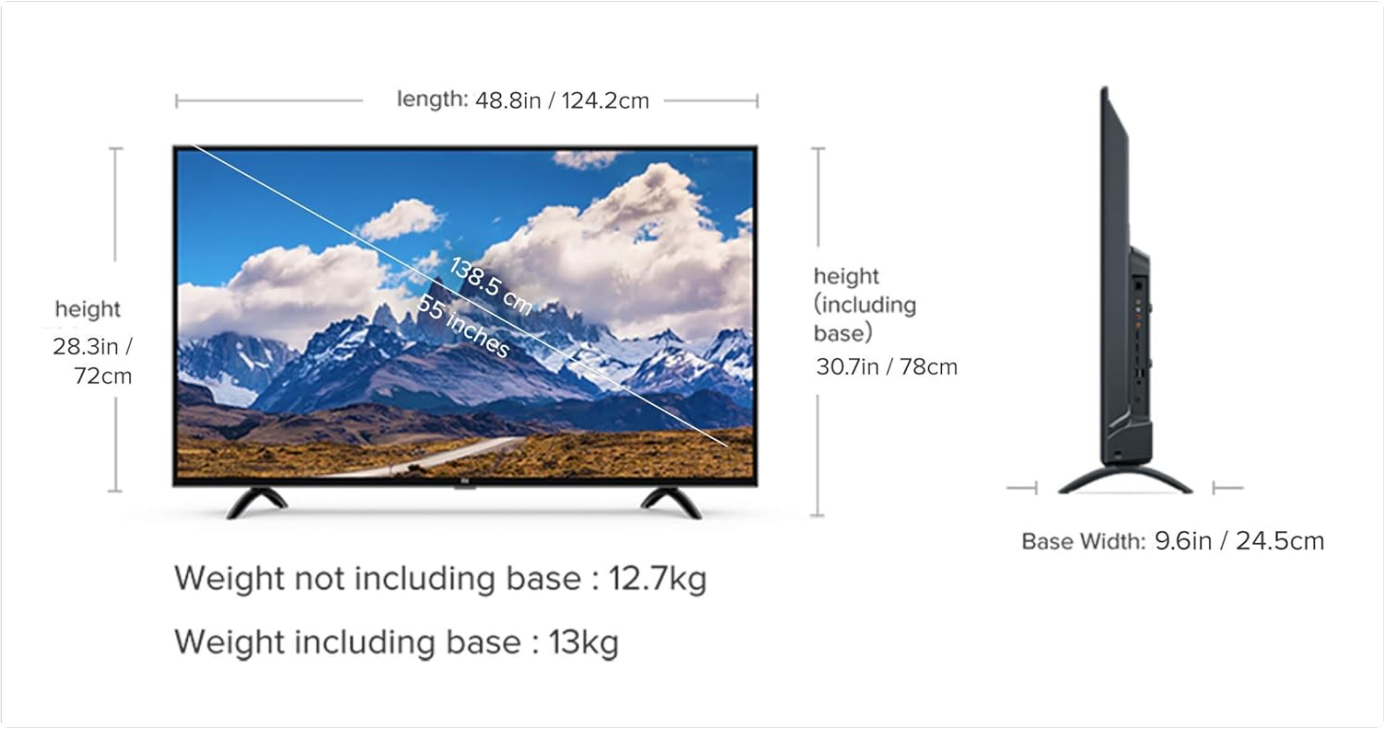 length: 48.8in / 124.2cm
138.5 cm
55 inches
height
28.3in /
72cm
height
(including
base)
30.7in / 78cm
Base Width: 9.6in / 24.5cm
Weight not including base : 12.7kg
Weight including base : 13kg